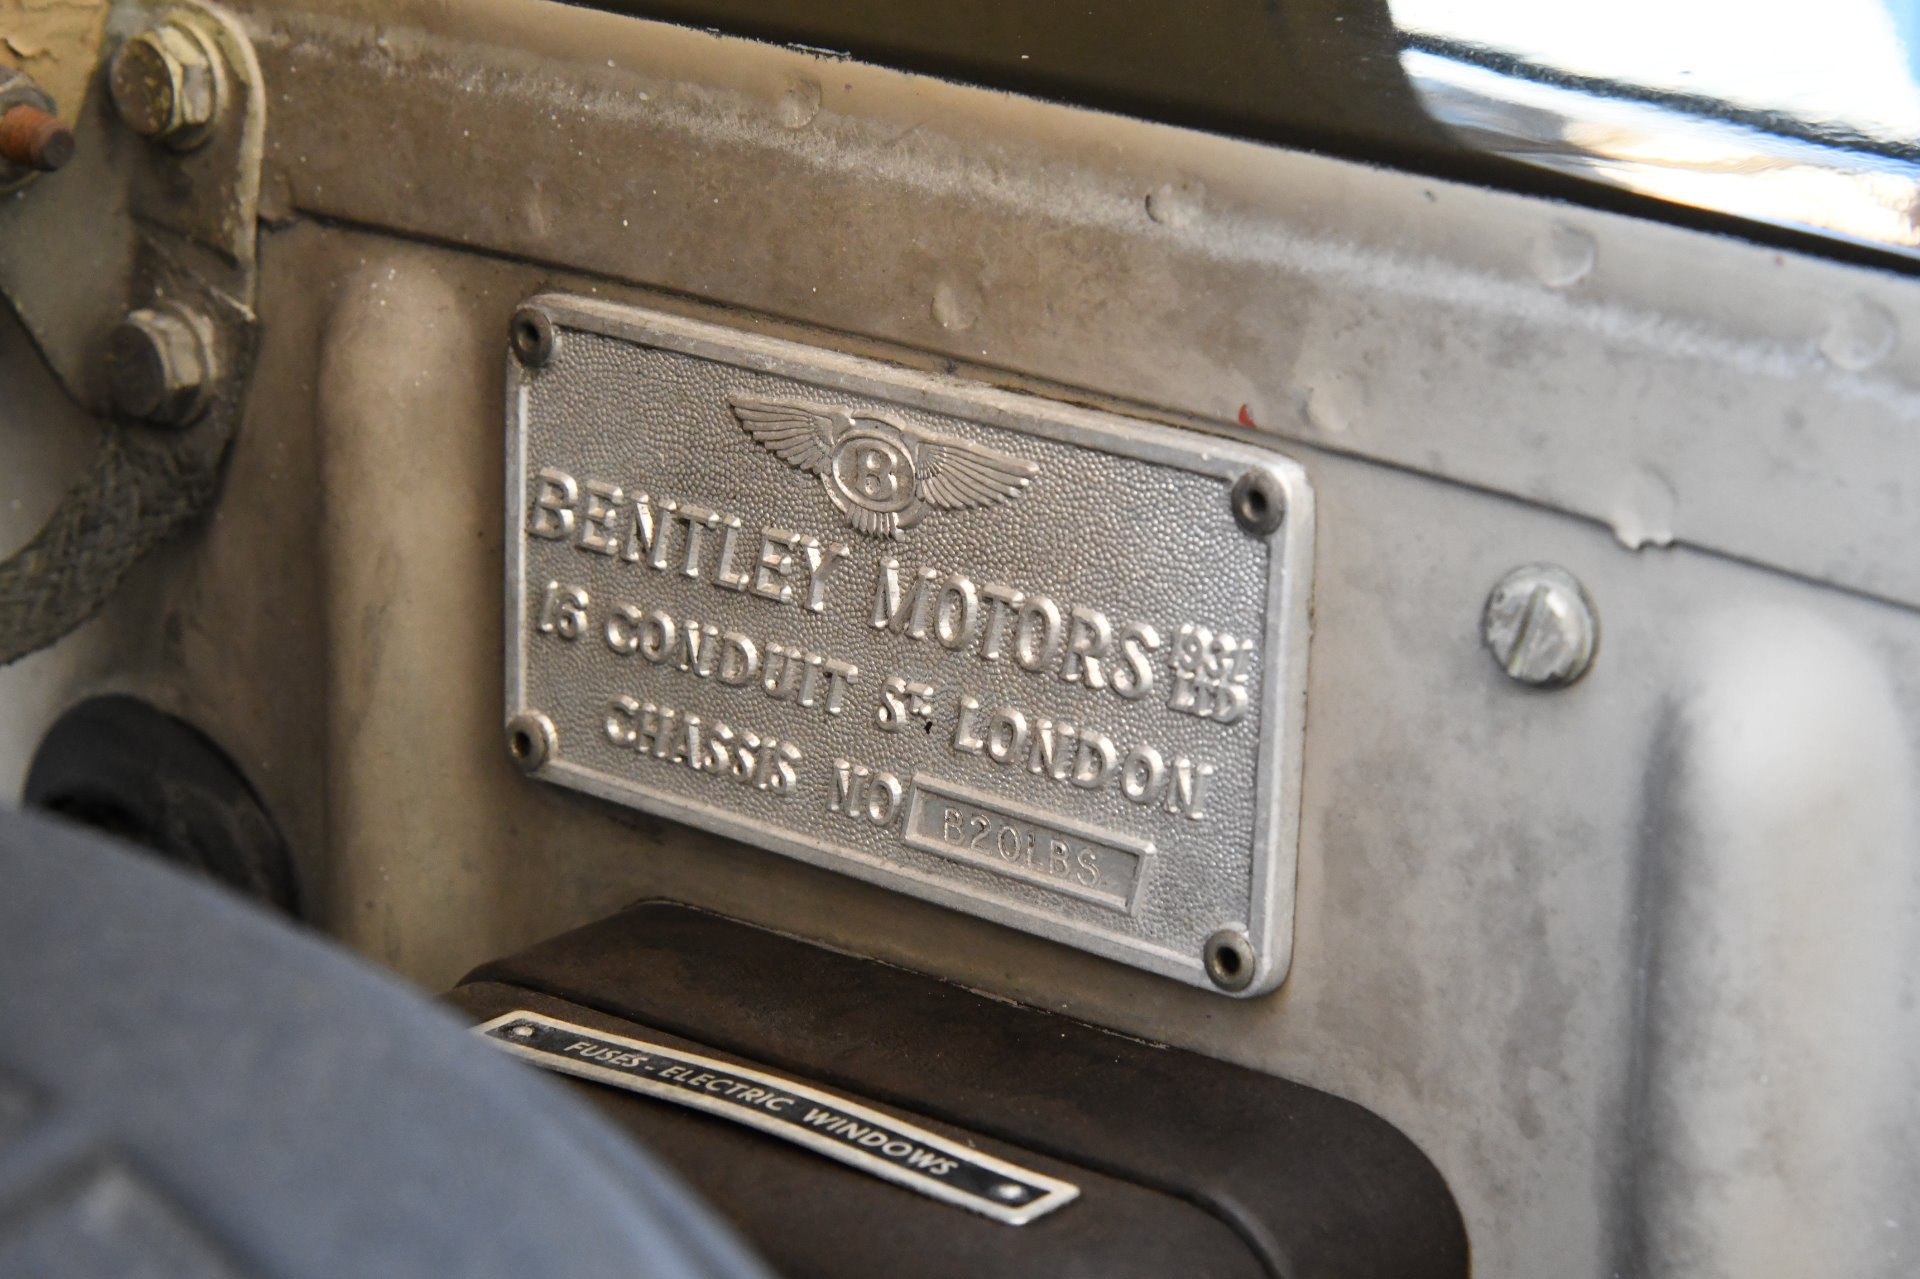 B
BENTLEY MOTORS 1931 LTD
16 CONDUIT ST. LONDON
CHASSIS NO B201BS
FUSES - ELECTRIC WINDOWS